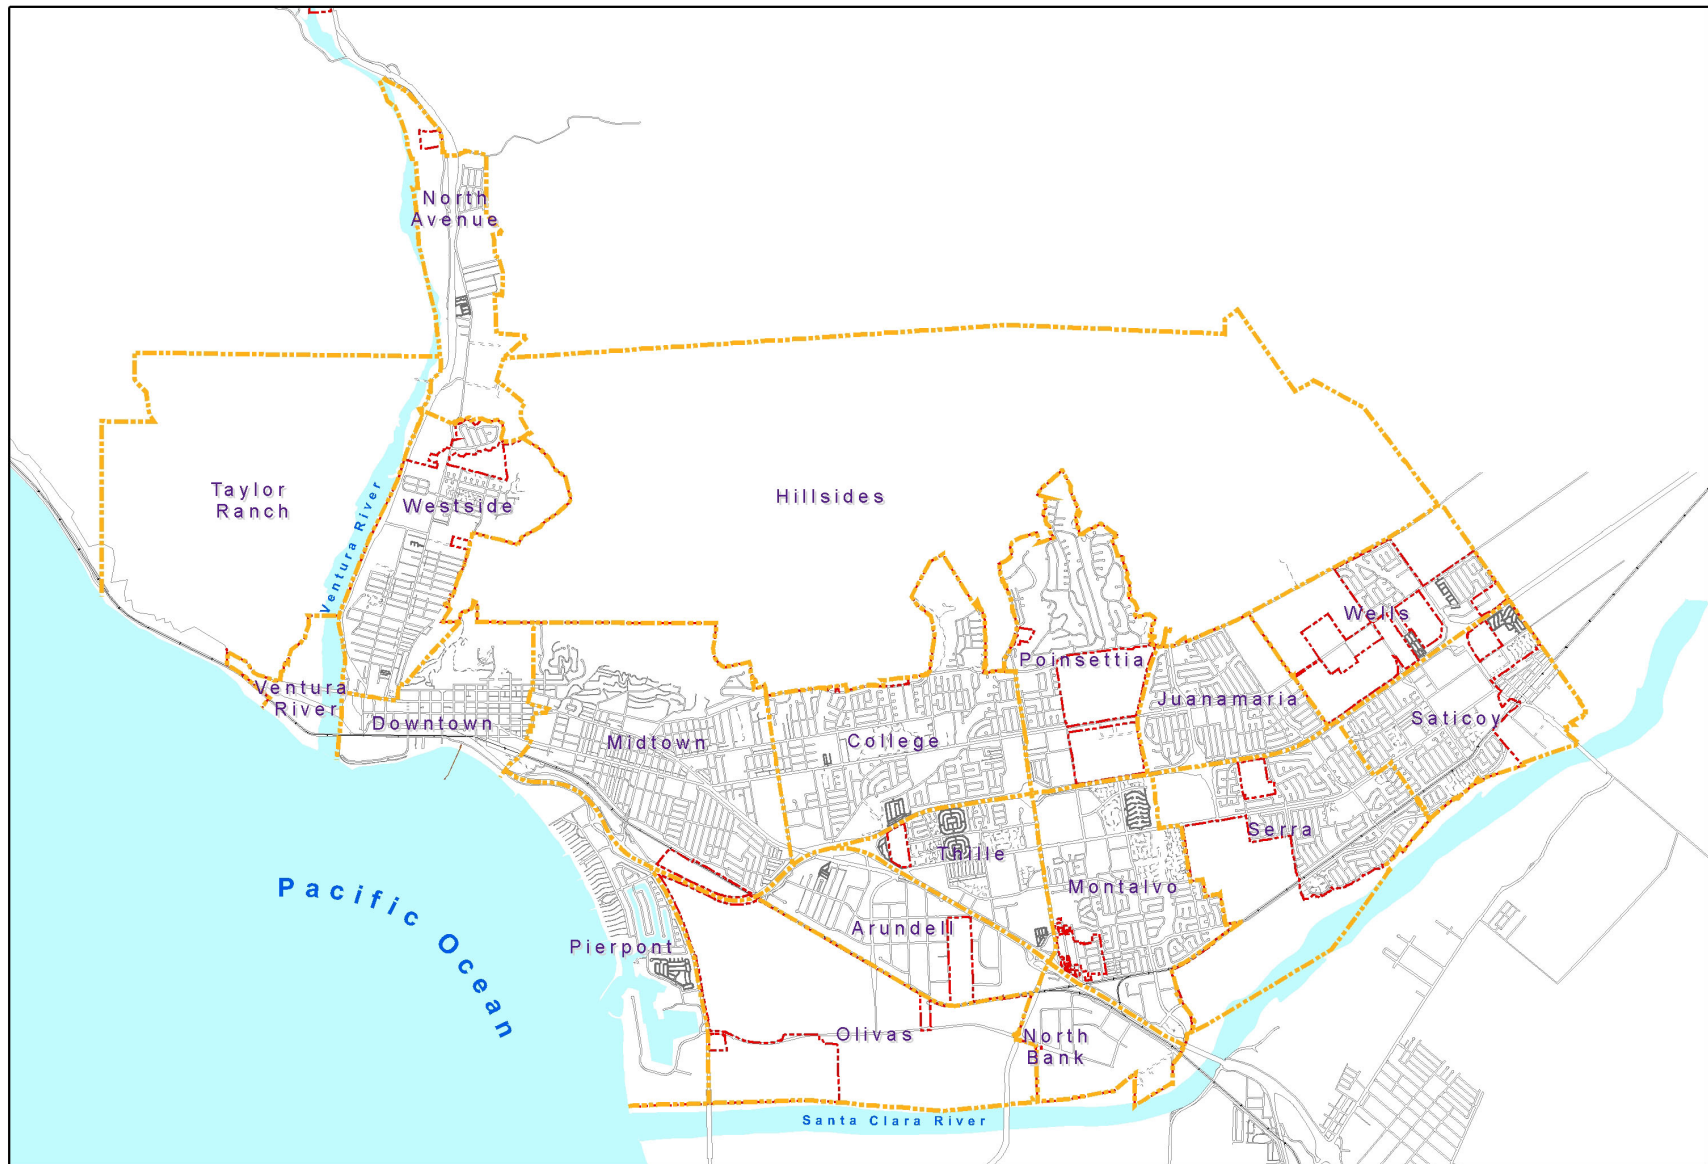 North
Avenue
Taylor
Ranch
Ventura River
Westside
Hillsides
Wells
Poinsettia
Ventura
River
Juanamaria
Saticoy
Downtown
Midtown
College
Serra
Thille
Montalvo
Pacific Ocean
Arundell
Pierpont
Olivas
North
Bank
Santa Clara River